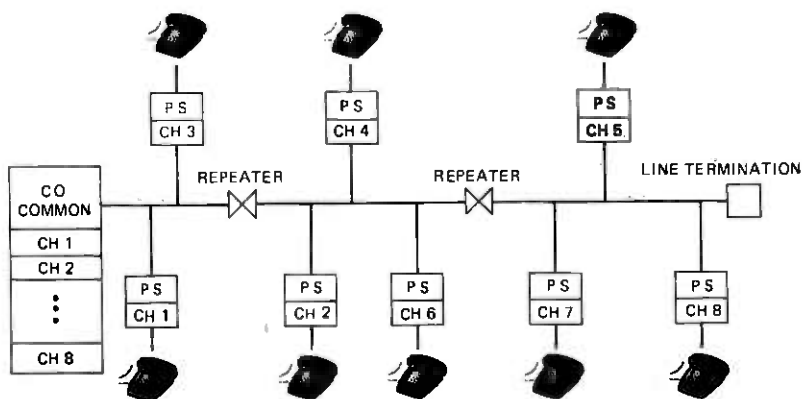 PS
CH 3
PS
CH 4
PS
CH 5
CO
COMMON
CH 1
CH 2
CH 8
REPEATER
REPEATER
LINE TERMINATION
PS
CH 1
PS
CH 2
PS
CH 6
PS
CH 7
PS
CH 8